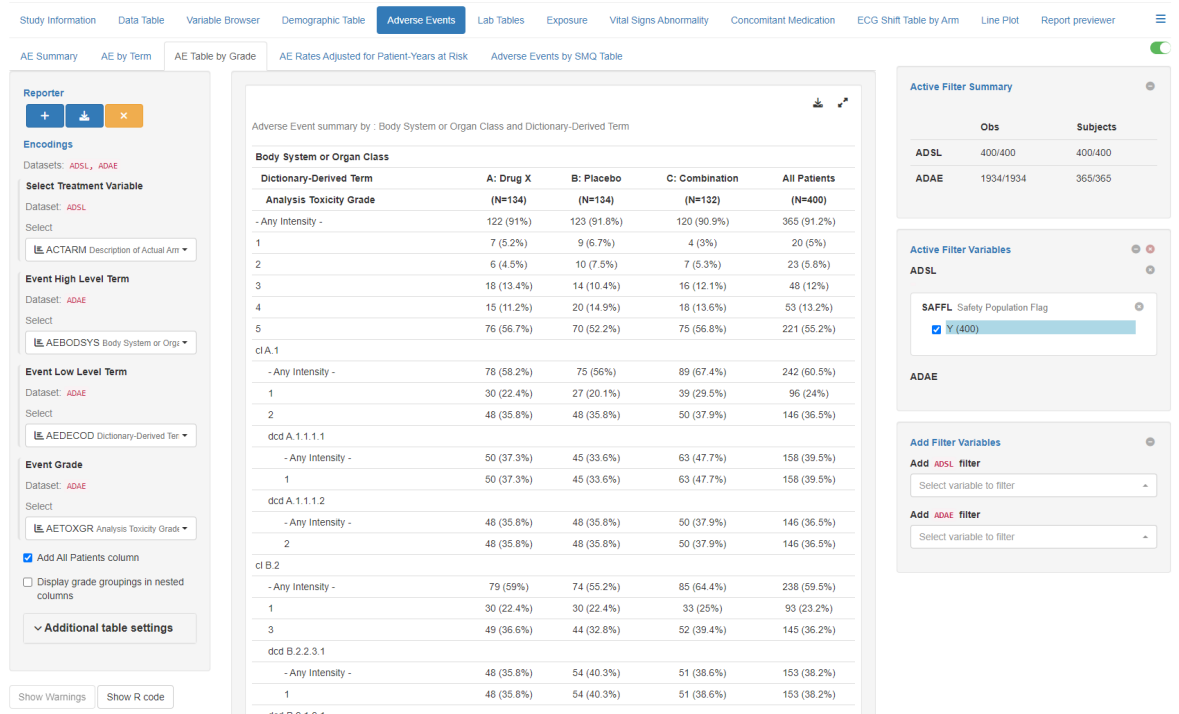 Study Information Data Table Variable Browser Demographic Table Adverse Events Lab Tables Exposure Vital Signs Abnormality Concomitant Medication ECG Shift Table by Arm Line Plot Report previewer
AE Summary AE by Term AE Table by Grade AE Rates Adjusted for Patient-Years at Risk Adverse Events by SMQ Table
Reporter
Encodings
Datasets: ADSL, ADAE
Select Treatment Variable
Dataset: ADSL
Select
ACTARM Description of Actual Arm
Event High Level Term
Dataset: ADAE
Select
AEBODSYS Body System or Orga
Event Low Level Term
Dataset: ADAE
Select
AEDECOD Dictionary-Derived Ter
Event Grade
Dataset: ADAE
Select
AETOXGR Analysis Toxicity Grade
Add All Patients column
Display grade groupings in nested
columns
Additional table settings
Show Warnings Show R code
Adverse Event summary by : Body System or Organ Class and Dictionary-Derived Term
Body System or Organ Class
Dictionary-Derived Term A: Drug X B: Placebo C: Combination All Patients
Analysis Toxicity Grade (N=134) (N=134) (N=132) (N=400)
- Any Intensity - 122 (91%) 123 (91.8%) 120 (90.9%) 365 (91.2%)
1 7 (5.2%) 9 (6.7%) 4 (3%) 20 (5%)
2 6 (4.5%) 10 (7.5%) 7 (5.3%) 23 (5.8%)
3 18 (13.4%) 14 (10.4%) 16 (12.1%) 48 (12%)
4 15 (11.2%) 20 (14.9%) 18 (13.6%) 53 (13.2%)
5 76 (56.7%) 70 (52.2%) 75 (56.8%) 221 (55.2%)
cl A.1
- Any Intensity - 78 (58.2%) 75 (56%) 89 (67.4%) 242 (60.5%)
1 30 (22.4%) 27 (20.1%) 39 (29.5%) 96 (24%)
2 48 (35.8%) 48 (35.8%) 50 (37.9%) 146 (36.5%)
dcd A.1.1.1.1
- Any Intensity - 50 (37.3%) 45 (33.6%) 63 (47.7%) 158 (39.5%)
1 50 (37.3%) 45 (33.6%) 63 (47.7%) 158 (39.5%)
dcd A.1.1.1.2
- Any Intensity - 48 (35.8%) 48 (35.8%) 50 (37.9%) 146 (36.5%)
2 48 (35.8%) 48 (35.8%) 50 (37.9%) 146 (36.5%)
cl B.2
- Any Intensity - 79 (59%) 74 (55.2%) 85 (64.4%) 238 (59.5%)
1 30 (22.4%) 30 (22.4%) 33 (25%) 93 (23.2%)
3 49 (36.6%) 44 (32.8%) 52 (39.4%) 145 (36.2%)
dcd B.2.2.3.1
- Any Intensity - 48 (35.8%) 54 (40.3%) 51 (38.6%) 153 (38.2%)
1 48 (35.8%) 54 (40.3%) 51 (38.6%) 153 (38.2%)
Active Filter Summary
Obs Subjects
ADSL 400/400 400/400
ADAE 1934/1934 365/365
Active Filter Variables
ADSL
SAFFL Safety Population Flag
Y (400)
ADAE
Add Filter Variables
Add ADSL filter
Select variable to filter
Add ADAE filter
Select variable to filter